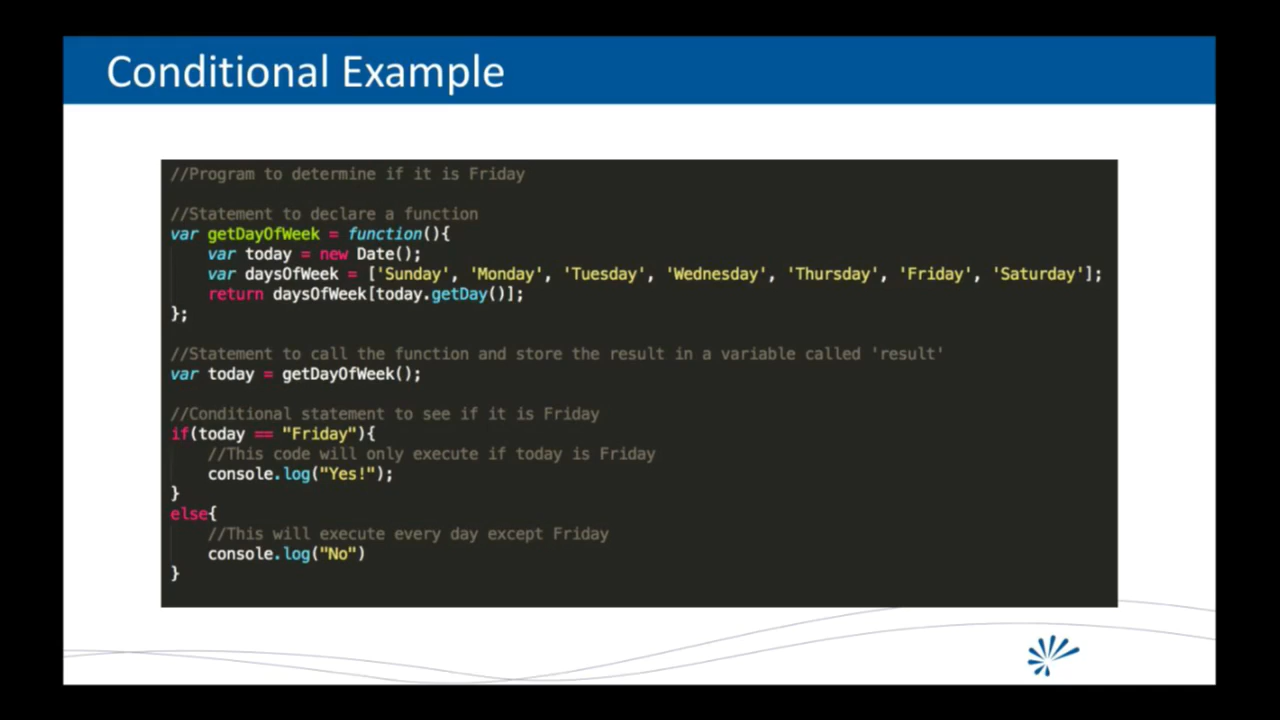 Conditional Example
//Program to determine if it is Friday
//Statement to declare a function
var getDayOfWeek = function(){
var today = new Date();
var daysOfWeek = ['Sunday', 'Monday', 'Tuesday', 'Wednesday', 'Thursday', 'Friday', 'Saturday'];
return daysOfWeek[today.getDay()];
};
//Statement to call the function and store the result in a variable called 'result'
var today = getDayOfWeek();
//Conditional statement to see if it is Friday
if(today == "Friday"){
//This code will only execute if today is Friday
console.log("Yes!");
}
else{
//This will execute every day except Friday
console.log("No")
}